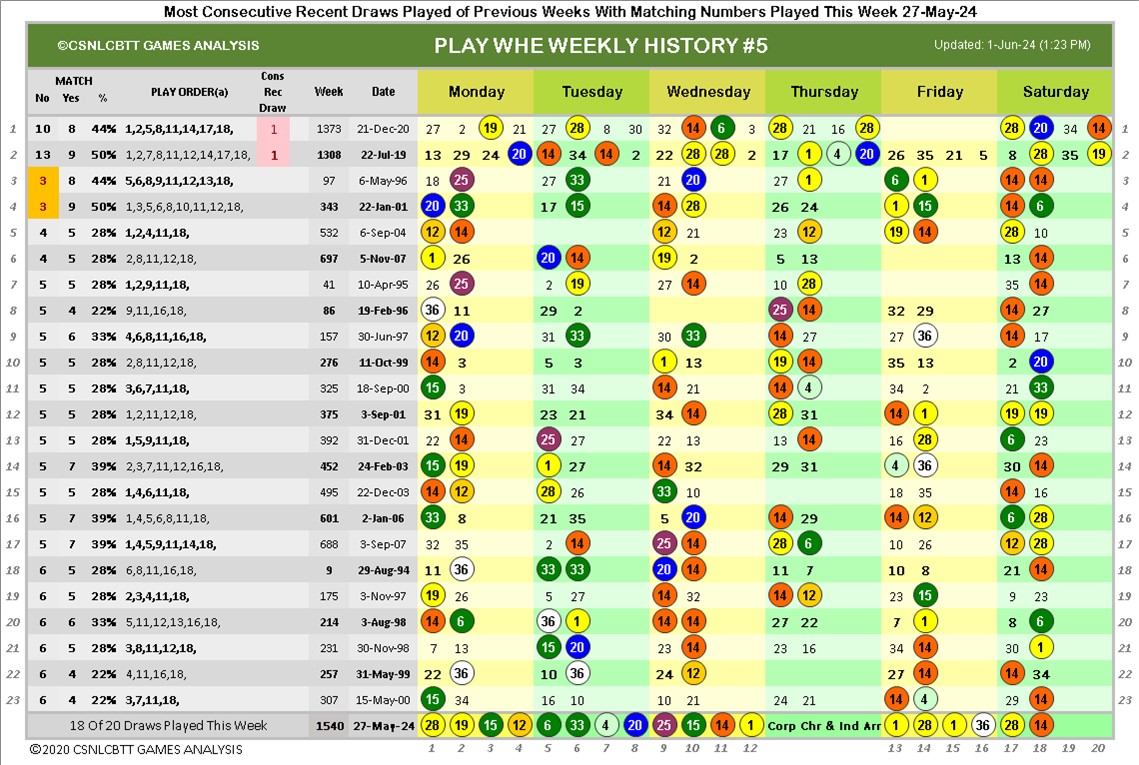 Most Consecutive Recent Draws Played of Previous Weeks With Matching Numbers Played This Week 27-May-24
©CSNLCBTT GAMES ANALYSIS PLAY WHE WEEKLY HISTORY #5 Updated: 1-Jun-24 (1:23 PM)
No MATCH Yes % PLAY ORDER(a) Cons Rec Draw Week Date Monday Tuesday Wednesday Thursday Friday Saturday
1 10 8 44% 1,2,5,8,11,14,17,18, 1 1373 21-Dec-20 27 2 19 21 27 28 8 30 32 14 6 3 28 21 16 28 28 20 34 14 1
2 13 9 50% 1,2,7,8,11,12,14,17,18, 1 1308 22-Jul-19 13 29 24 20 14 34 14 2 22 28 28 2 17 1 4 20 26 35 21 5 8 28 35 19 2
3 3 8 44% 5,6,8,9,11,12,13,18, 97 6-May-96 18 25 27 33 21 20 27 1 6 1 14 14 3
4 3 9 50% 1,3,5,6,8,10,11,12,18, 343 22-Jan-01 20 33 17 15 14 28 26 24 1 15 14 6 4
5 4 5 28% 1,2,4,11,18, 532 6-Sep-04 12 14 12 21 23 12 19 14 28 10 5
6 4 5 28% 2,8,11,12,18, 697 5-Nov-07 1 26 20 14 19 2 5 13 13 14 6
7 5 5 28% 1,2,9,11,18, 41 10-Apr-95 26 25 2 19 27 14 10 28 35 14 7
8 5 4 22% 9,11,16,18, 86 19-Feb-96 36 11 29 2 25 14 32 29 14 27 8
9 5 6 33% 4,6,8,11,16,18, 157 30-Jun-97 12 20 31 33 30 33 14 27 27 36 14 17 9
10 5 5 28% 2,8,11,12,18, 276 11-Oct-99 14 3 5 3 1 13 19 14 35 13 2 20 10
11 5 5 28% 3,6,7,11,18, 325 18-Sep-00 15 3 31 34 14 21 14 4 34 2 21 33 11
12 5 5 28% 1,2,11,12,18, 375 3-Sep-01 31 19 23 21 34 14 28 31 14 1 19 19 12
13 5 5 28% 1,5,9,11,18, 392 31-Dec-01 22 14 25 27 22 13 13 14 16 28 6 23 13
14 5 7 39% 2,3,7,11,12,16,18, 452 24-Feb-03 15 19 1 27 14 32 29 31 4 36 30 14 14
15 5 5 28% 1,4,6,11,18, 495 22-Dec-03 14 12 28 26 33 10 18 35 14 16 15
16 5 7 39% 1,4,5,6,8,11,18, 601 2-Jan-06 33 8 21 35 5 20 14 29 14 12 6 28 16
17 5 7 39% 1,4,5,9,11,14,18, 688 3-Sep-07 32 35 2 14 25 14 28 6 10 26 12 28 17
18 6 5 28% 6,8,11,16,18, 9 29-Aug-94 11 36 33 33 20 14 11 7 10 8 21 14 18
19 6 5 28% 2,3,4,11,18, 175 3-Nov-97 19 26 5 27 14 32 14 12 23 15 9 23 19
20 6 6 33% 5,11,12,13,16,18, 214 3-Aug-98 14 6 36 1 14 14 27 22 7 1 8 6 20
21 6 5 28% 3,8,11,12,18, 231 30-Nov-98 7 13 15 20 23 14 23 16 34 14 30 1 21
22 6 4 22% 4,11,16,18, 257 31-May-99 22 36 10 36 24 12 27 14 14 34 22
23 6 4 22% 3,7,11,18, 307 15-May-00 15 34 16 10 10 21 24 21 14 4 29 14 23
18 Of 20 Draws Played This Week 1540 27-May-24 28 19 15 12 6 33 4 20 25 15 14 1 Corp Chr & Ind Arr 1 28 1 36 28 14
©2020 CSNLCBTT GAMES ANALYSIS 1 2 3 4 5 6 7 8 9 10 11 12 13 14 15 16 17 18 19 20